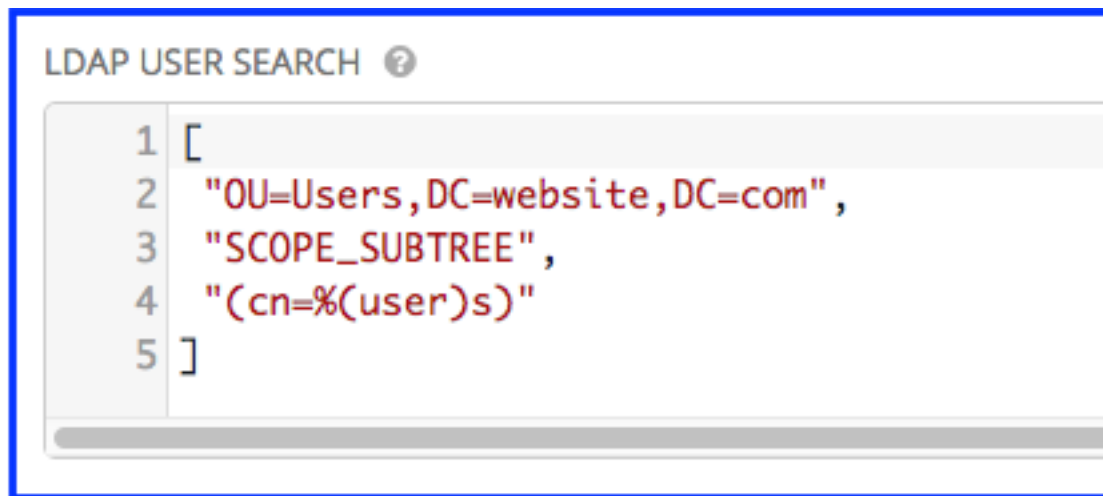 LDAP USER SEARCH ?
1 [
2 "OU=Users,DC=website,DC=com",
3 "SCOPE_SUBTREE",
4 "(cn=%(user)s)"
5 ]